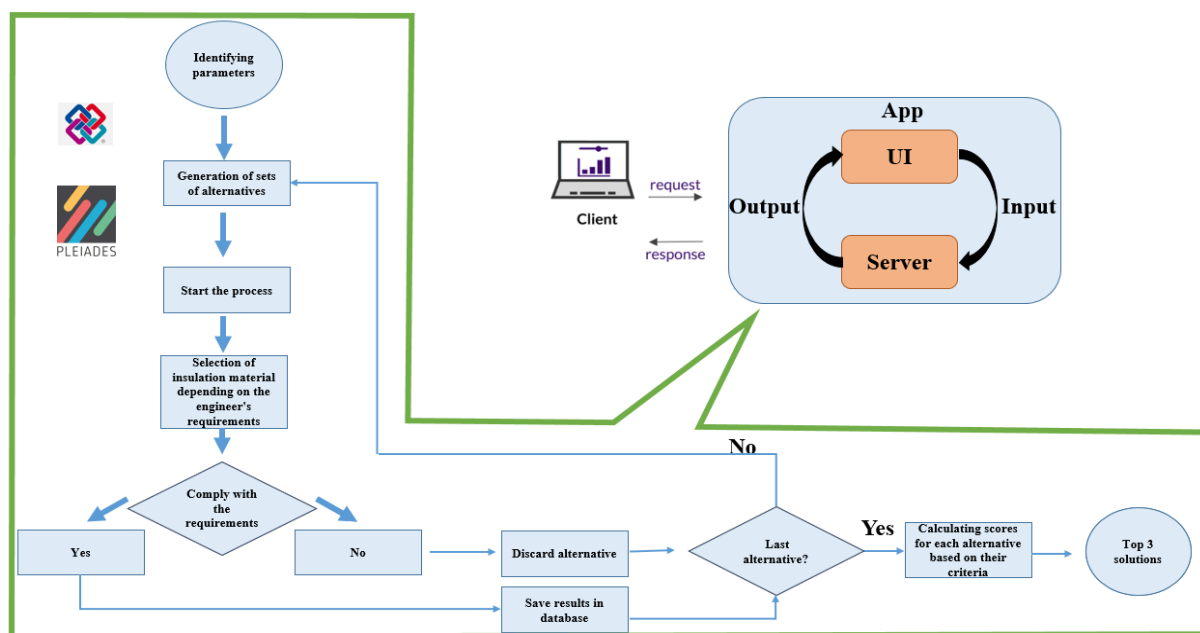 Identifying
parameters
Generation of sets
of alternatives
PLEIADES
Start the process
Selection of
insulation material
depending on the
engineer's
requirements
Comply with
the
requirements
Yes
No
Discard alternative
Save results in
database
Last
alternative?
No
Yes
Calculating scores
for each alternative
based on their
criteria
Top 3
solutions
Client
request
response
App
UI
Output
Input
Server